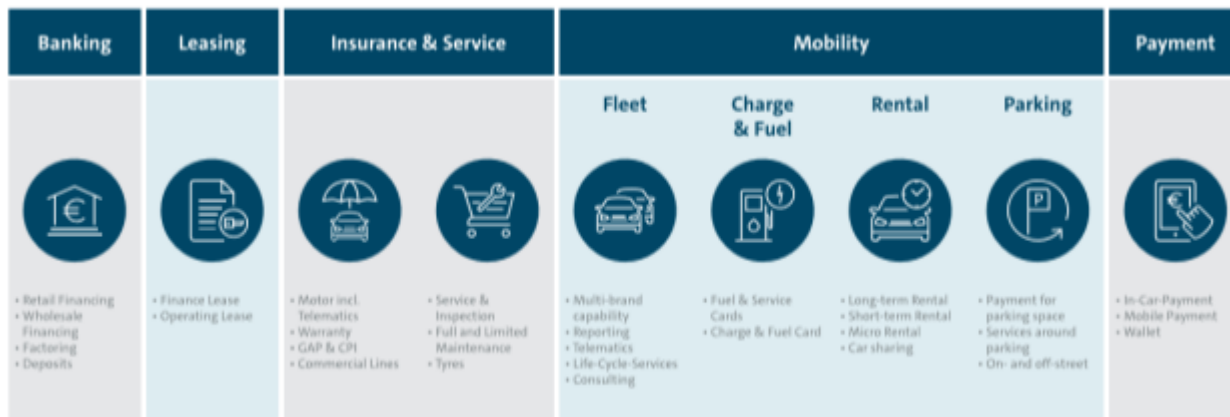 Banking
Leasing
Insurance & Service
Mobility
Payment
Fleet
Charge
& Fuel
Rental
Parking
€
P
€
• Retail Financing
• Wholesale
Financing
• Factoring
• Deposits
• Finance Lease
• Operating Lease
• Motor incl.
Telematics
• Warranty
• GAP & CPI
• Commercial Lines
• Service &
Inspection
• Full and Limited
Maintenance
• Tyres
• Multi-brand
capability
• Reporting
• Telematics
• Life-Cycle-Services
• Consulting
• Fuel & Service
Cards
• Charge & Fuel Card
• Long-term Rental
• Short-term Rental
• Micro Rental
• Car sharing
• Payment for
parking space
• Services around
parking
• On- and off-street
• In-Car-Payment
• Mobile Payment
• Wallet